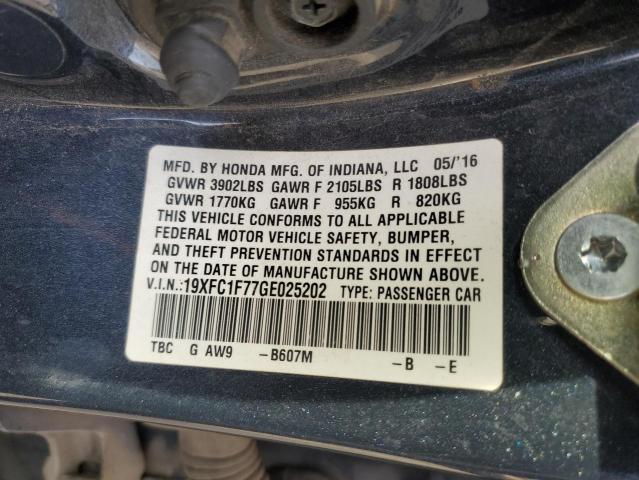 MFD. BY HONDA MFG. OF INDIANA, LLC 05/'16
GVWR 3902LBS GAWR F 2105LBS R 1808LBS
GVWR 1770KG GAWR F 955KG R 820KG
THIS VEHICLE CONFORMS TO ALL APPLICABLE
FEDERAL MOTOR VEHICLE SAFETY, BUMPER,
AND THEFT PREVENTION STANDARDS IN EFFECT
ON THE DATE OF MANUFACTURE SHOWN ABOVE.
V.I.N.:19XFC1F77GE025202 TYPE: PASSENGER CAR
TBC G AW9 -B607M -B -E